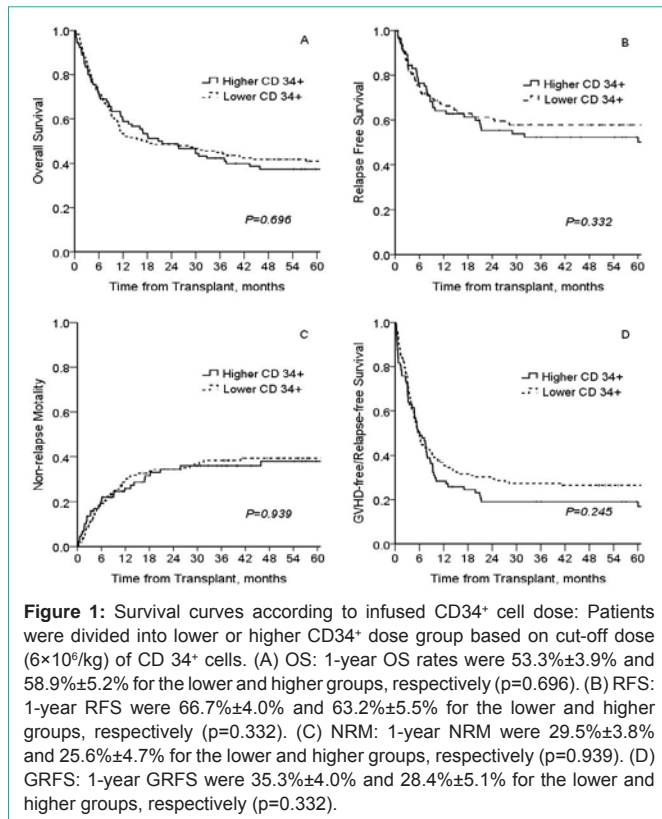 A
1.0
0.8
0.6
0.4
0.2
0.0
Overall Survival
Higher CD 34+
Lower CD 34+
P=0.696
0 6 12 18 24 30 36 42 48 54 60
Time from Transplant, months
B
1.0
0.8
0.6
0.4
0.2
0.0
Relapse Free Survival
Higher CD 34+
Lower CD 34+
P=0.332
0 6 12 18 24 30 36 42 48 54 60
Time from transplant, months
C
1.0
0.8
0.6
0.4
0.2
0.0
Non-relapse Motality
Higher CD 34+
Lower CD 34+
P=0.939
0 6 12 18 24 30 36 42 48 54 60
Time from Transplant, months
D
1.0
0.8
0.6
0.4
0.2
0.0
GVHD-free/Relapse-free Survival
Higher CD 34+
Lower CD 34+
P=0.245
0 6 12 18 24 30 36 42 48 54 60
Time from Transplant, months
Figure 1: Survival curves according to infused CD34⁺ cell dose: Patients
were divided into lower or higher CD34⁺ dose group based on cut-off dose
(6×10⁶/kg) of CD 34⁺ cells. (A) OS: 1-year OS rates were 53.3%±3.9% and
58.9%±5.2% for the lower and higher groups, respectively (p=0.696). (B) RFS:
1-year RFS were 66.7%±4.0% and 63.2%±5.5% for the lower and higher
groups, respectively (p=0.332). (C) NRM: 1-year NRM were 29.5%±3.8%
and 25.6%±4.7% for the lower and higher groups, respectively (p=0.939). (D)
GRFS: 1-year GRFS were 35.3%±4.0% and 28.4%±5.1% for the lower and
higher groups, respectively (p=0.332).